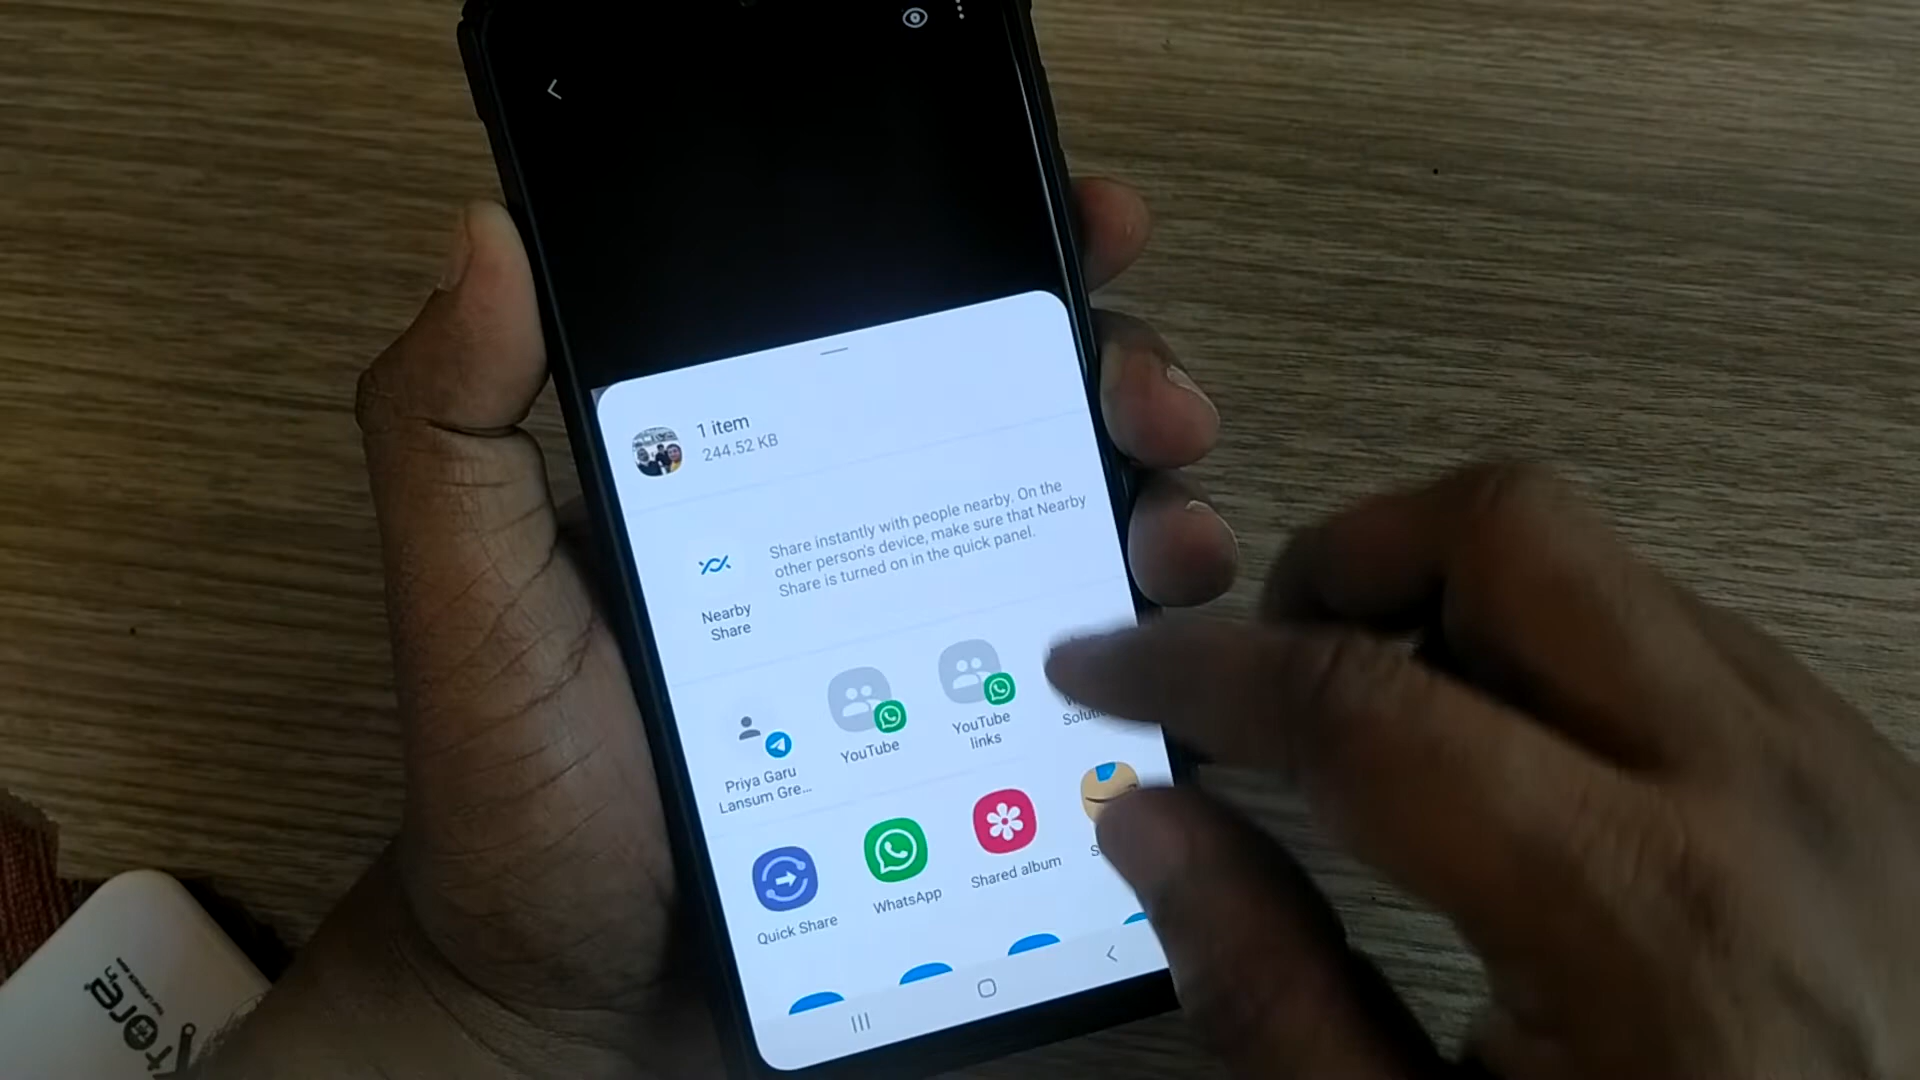 1 item
244.52 KB
Share instantly with people nearby. On the
other person's device, make sure that Nearby
Share is turned on in the quick panel.
Nearby
Share
Priya Garu
Lansum Gre...
YouTube
YouTube
links
Quick Share
WhatsApp
Shared album